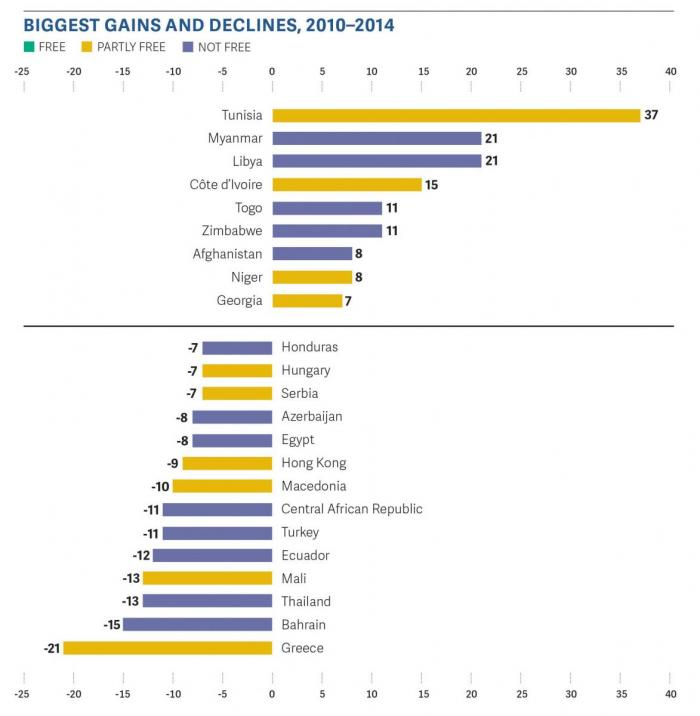 BIGGEST GAINS AND DECLINES, 2010–2014
FREE PARTLY FREE NOT FREE
-25 -20 -15 -10 -5 0 5 10 15 20 25 30 35 40
Tunisia 37
Myanmar 21
Libya 21
Côte d'Ivoire 15
Togo 11
Zimbabwe 11
Afghanistan 8
Niger 8
Georgia 7
-7 Honduras
-7 Hungary
-7 Serbia
-8 Azerbaijan
-8 Egypt
-9 Hong Kong
-10 Macedonia
-11 Central African Republic
-11 Turkey
-12 Ecuador
-13 Mali
-13 Thailand
-15 Bahrain
-21 Greece
-25 -20 -15 -10 -5 0 5 10 15 20 25 30 35 40